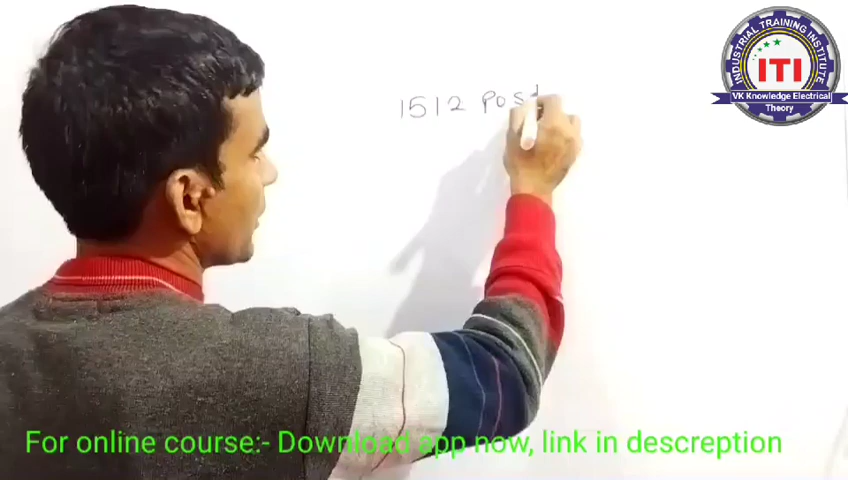 1512 Post
INDUSTRIAL TRAINING INSTITUTE
ITI
VK Knowledge Electrical
Theory
For online course:- Download app now, link in descreption